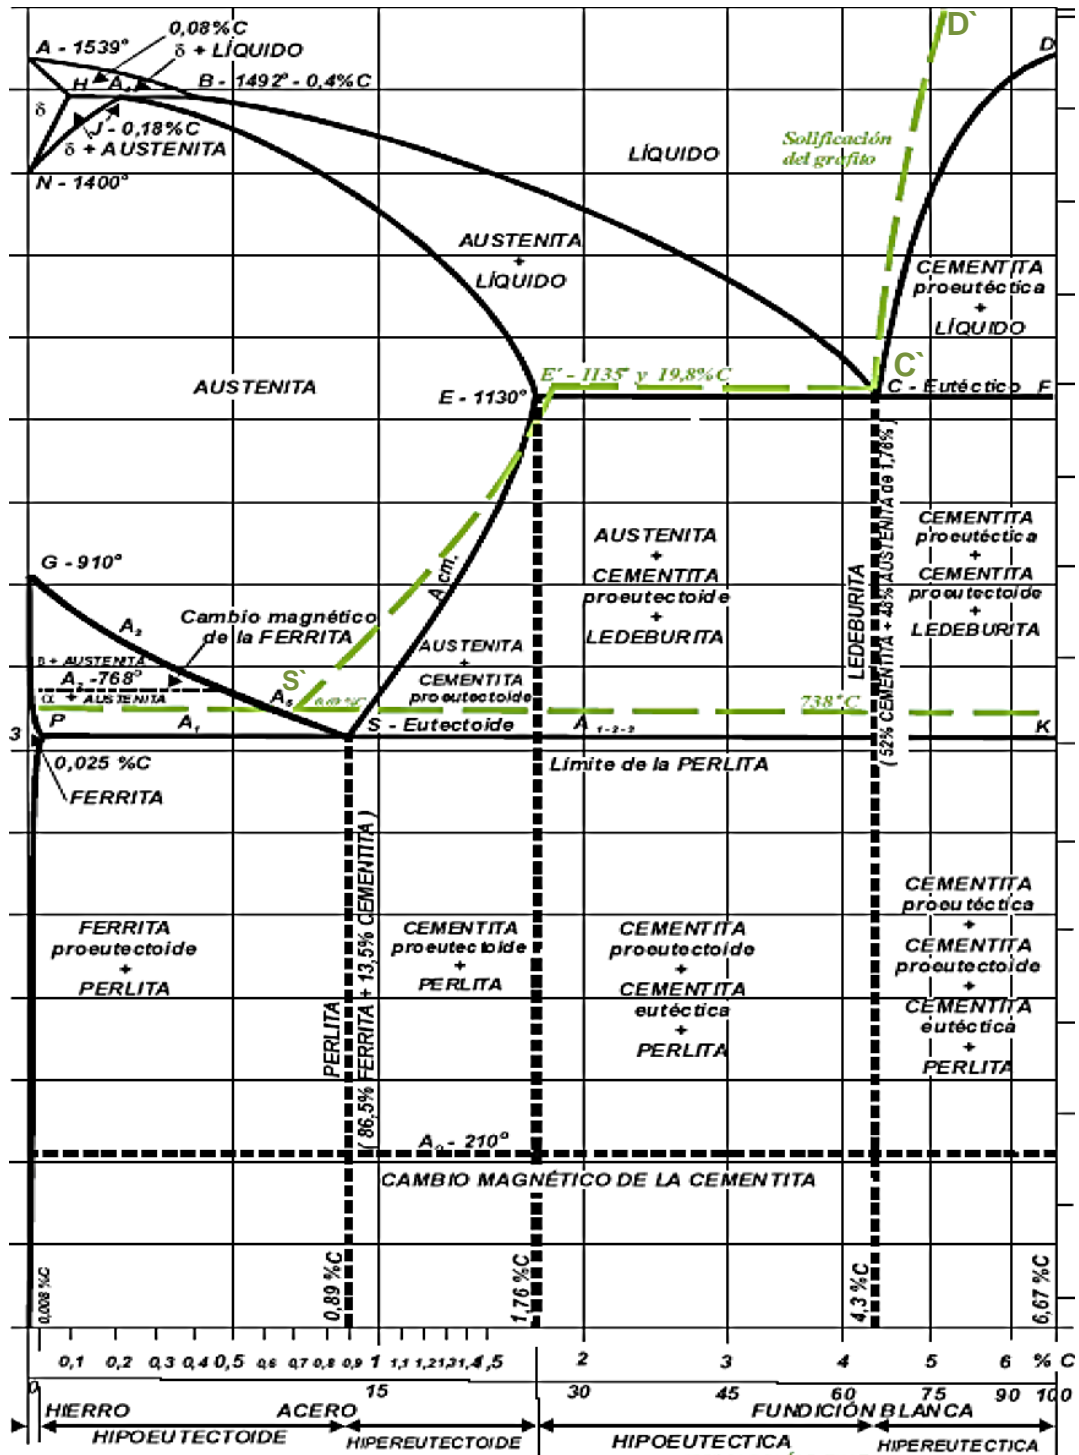 D`
0,08%C
A - 1539°
δ + LÍQUIDO
D
H
A₄
B - 1492° - 0,4%C
δ
J - 0,18%C
δ + AUSTENITA
Solificación
del grafito
LÍQUIDO
N - 1400°
AUSTENITA
+
LÍQUIDO
CEMENTITA
proeutéctica
+
LÍQUIDO
C`
E' - 1135° y 19,8%C
AUSTENITA
E - 1130°
C - Eutéctico
F
G - 910°
A₃
Cambio magnético
de la FERRITA
A cm.
AUSTENITA
+
CEMENTITA
proeutectoide
+
LEDEBURITA
LEDEBURITA
( 52% CEMENTITA + 48% AUSTENITA de 1,76% )
CEMENTITA
proeutéctica
+
CEMENTITA
proeutectoide
+
LEDEBURITA
+ AUSTENITA
A₂ -768°
α + AUSTENITA
S`
AUSTENITA
+
CEMENTITA
proeutectoide
738°C
P
A₁
S - Eutectoide
A₁₋₂₋₃
K
3
0,025 %C
FERRITA
Límite de la PERLITA
FERRITA
proeutectoide
+
PERLITA
PERLITA
( 86,5% FERRITA + 13,5% CEMENTITA )
CEMENTITA
proeutectoide
+
PERLITA
CEMENTITA
proeutectoide
+
CEMENTITA
eutéctica
+
PERLITA
CEMENTITA
proeutéctica
+
CEMENTITA
proeutectoide
+
CEMENTITA
eutéctica
+
PERLITA
A₀ - 210°
CAMBIO MAGNÉTICO DE LA CEMENTITA
0,008 %C
0,89 %C
1,76 %C
4,3 %C
6,67 %C
0,1 0,2 0,3 0,4 0,5 0,6 0,7 0,8 0,9 1 1,1 1,2 1,3 1,4 1,5 2 3 4 5 6 % C
0 15 30 45 60 75 90 100
HIERRO ACERO FUNDICIÓN BLANCA
HIPOEUTECTOIDE HIPEREUTECTOIDE HIPOEUTECTICA HIPEREUTECTICA